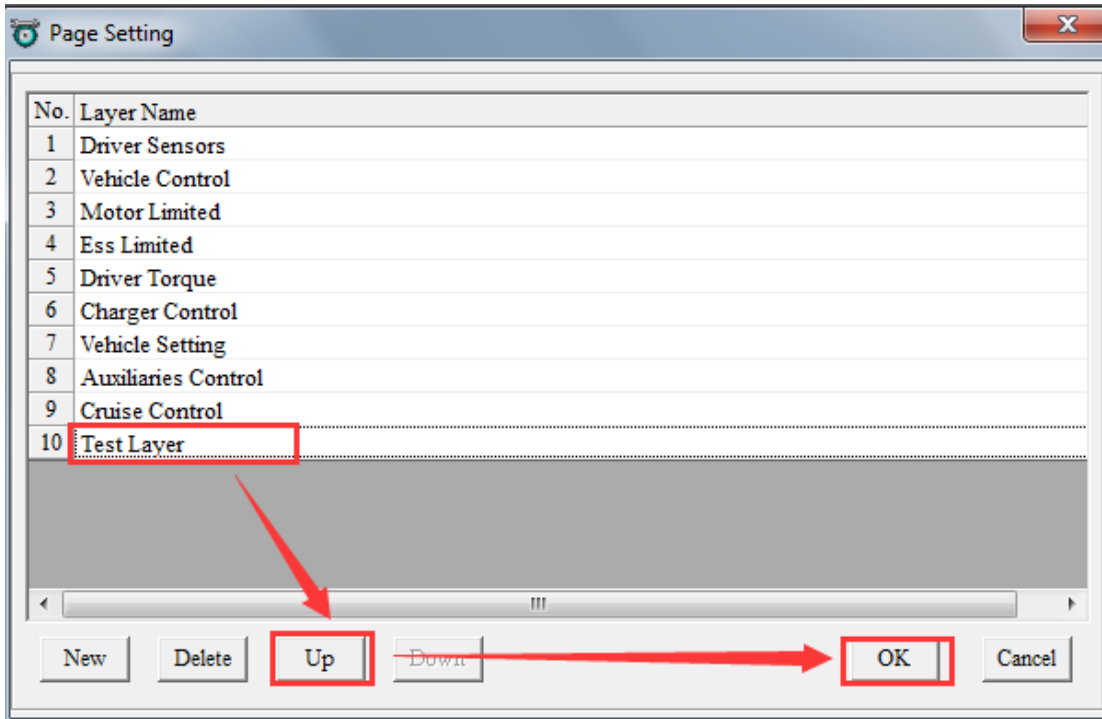 Page Setting
No. Layer Name
1 Driver Sensors
2 Vehicle Control
3 Motor Limited
4 Ess Limited
5 Driver Torque
6 Charger Control
7 Vehicle Setting
8 Auxiliaries Control
9 Cruise Control
10 Test Layer
New Delete Up Down OK Cancel